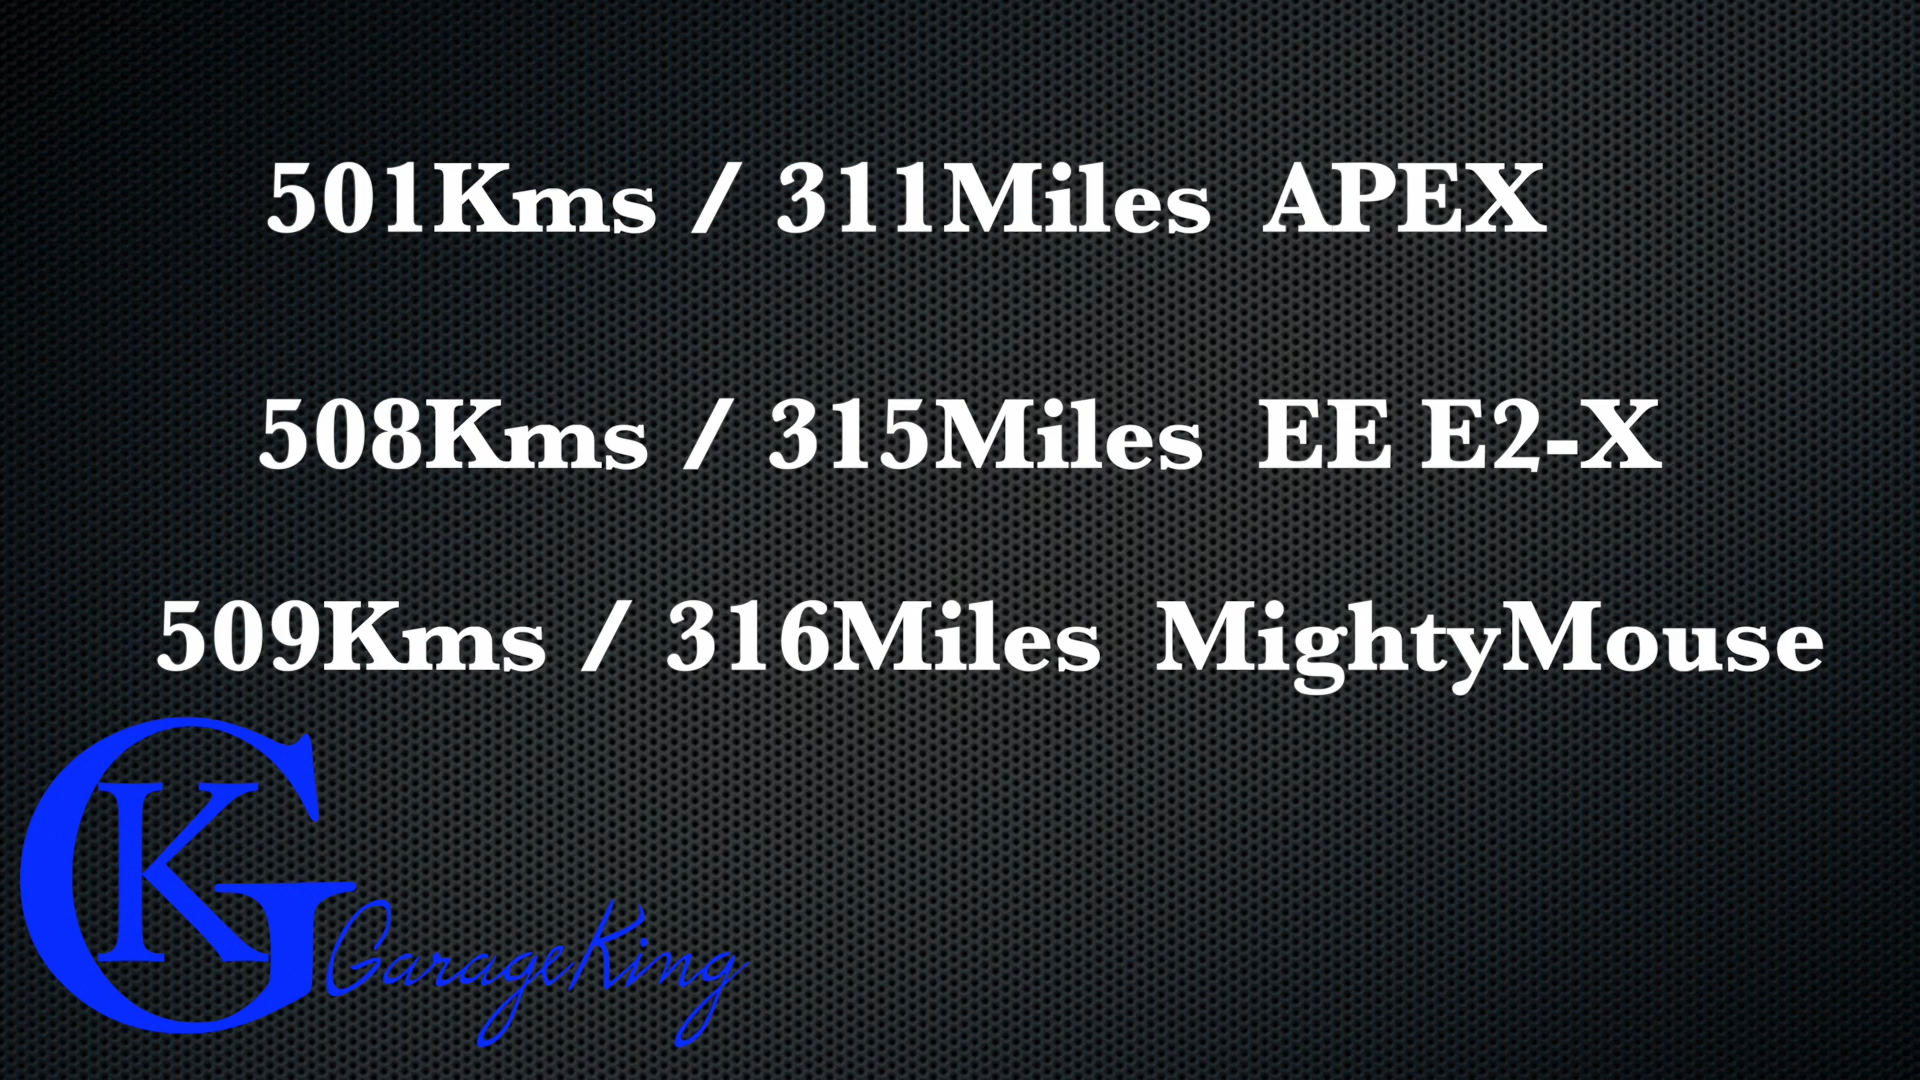 501Kms / 311Miles APEX
508Kms / 315Miles EE E2-X
509Kms / 316Miles MightyMouse
GK
GarageKing